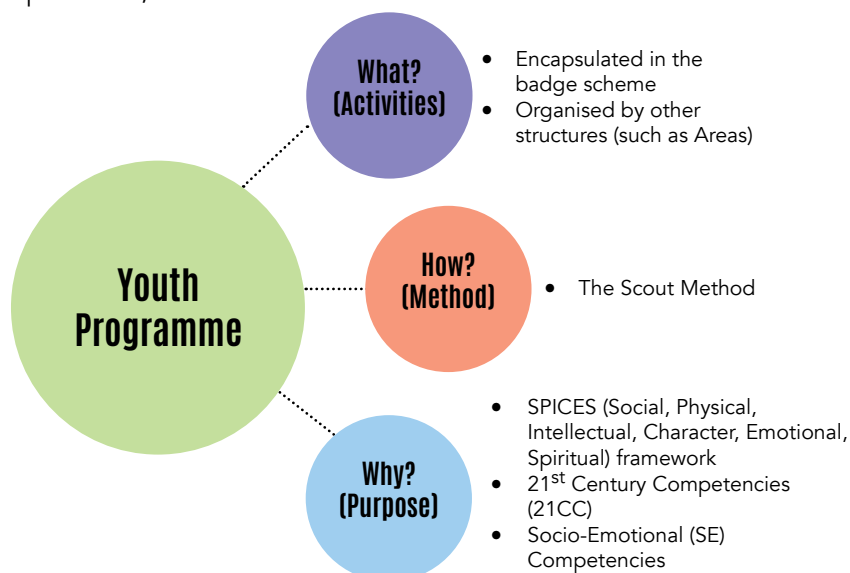 What?
(Activities)
• Encapsulated in the
badge scheme
• Organised by other
structures (such as Areas)
Youth
Programme
How?
(Method)
• The Scout Method
Why?
(Purpose)
• SPICES (Social, Physical,
Intellectual, Character, Emotional,
Spiritual) framework
• 21st Century Competencies
(21CC)
• Socio-Emotional (SE)
Competencies